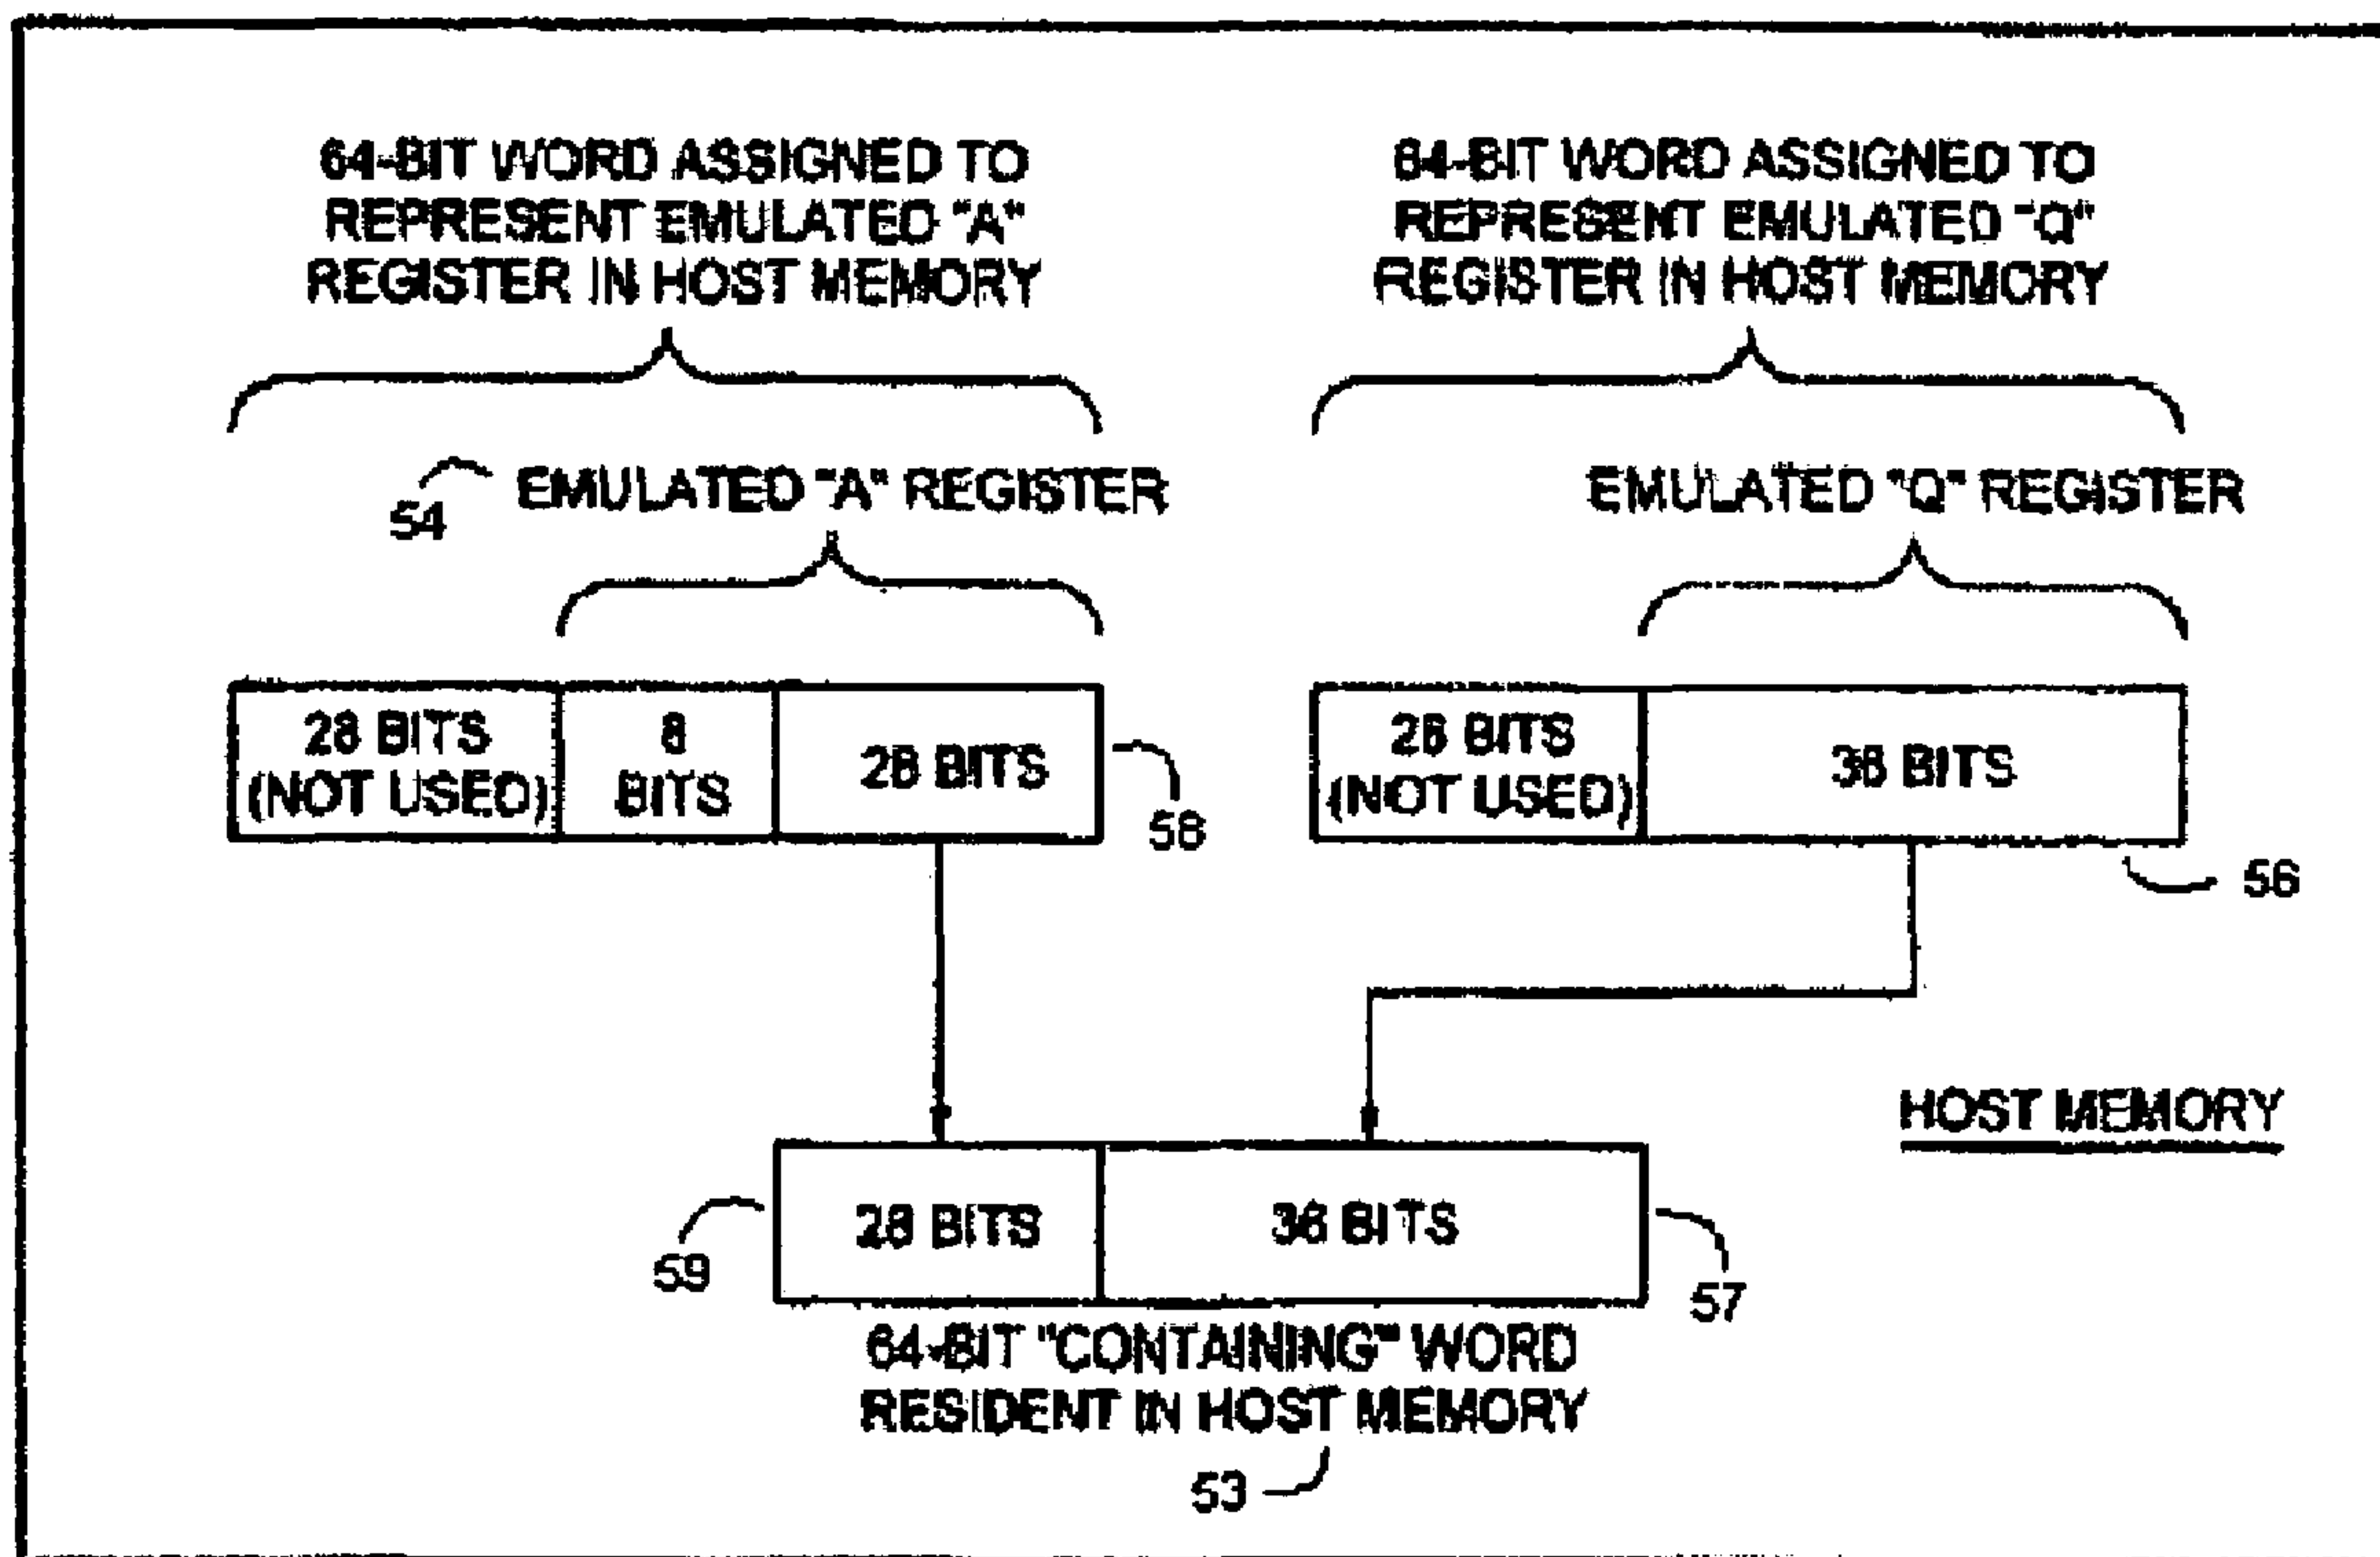 64-BIT WORD ASSIGNED TO
REPRESENT EMULATED "A"
REGISTER IN HOST MEMORY
64-BIT WORD ASSIGNED TO
REPRESENT EMULATED "Q"
REGISTER IN HOST MEMORY
54
EMULATED "A" REGISTER
EMULATED "Q" REGISTER
28 BITS
(NOT USED)
8
BITS
28 BITS
58
28 BITS
(NOT USED)
36 BITS
56
HOST MEMORY
59
28 BITS
36 BITS
57
64-BIT "CONTAINING" WORD
RESIDENT IN HOST MEMORY
53